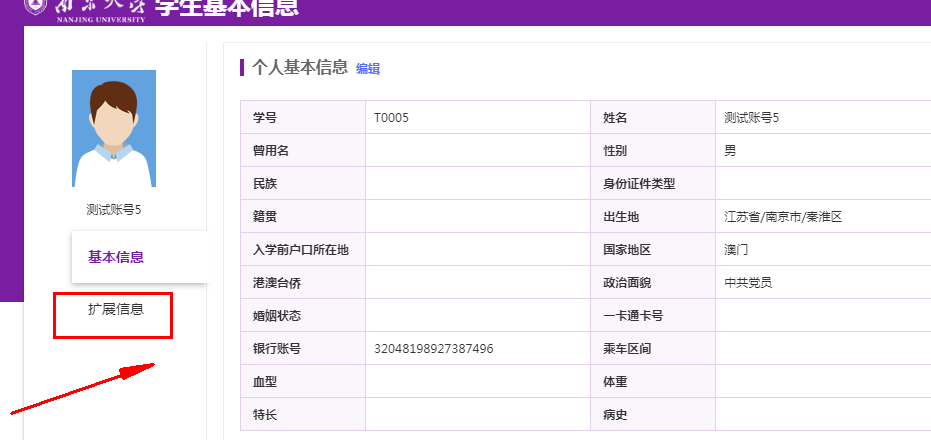 南京大学 学生基本信息
NANJING UNIVERSITY
个人基本信息 编辑
测试账号5
基本信息
扩展信息
学号 T0005 姓名 测试账号5
曾用名 性别 男
民族 身份证件类型
籍贯 出生地 江苏省/南京市/秦淮区
入学前户口所在地 国家地区 澳门
港澳台侨 政治面貌 中共党员
婚姻状态 一卡通卡号
银行账号 32048198927387496 乘车区间
血型 体重
特长 病史